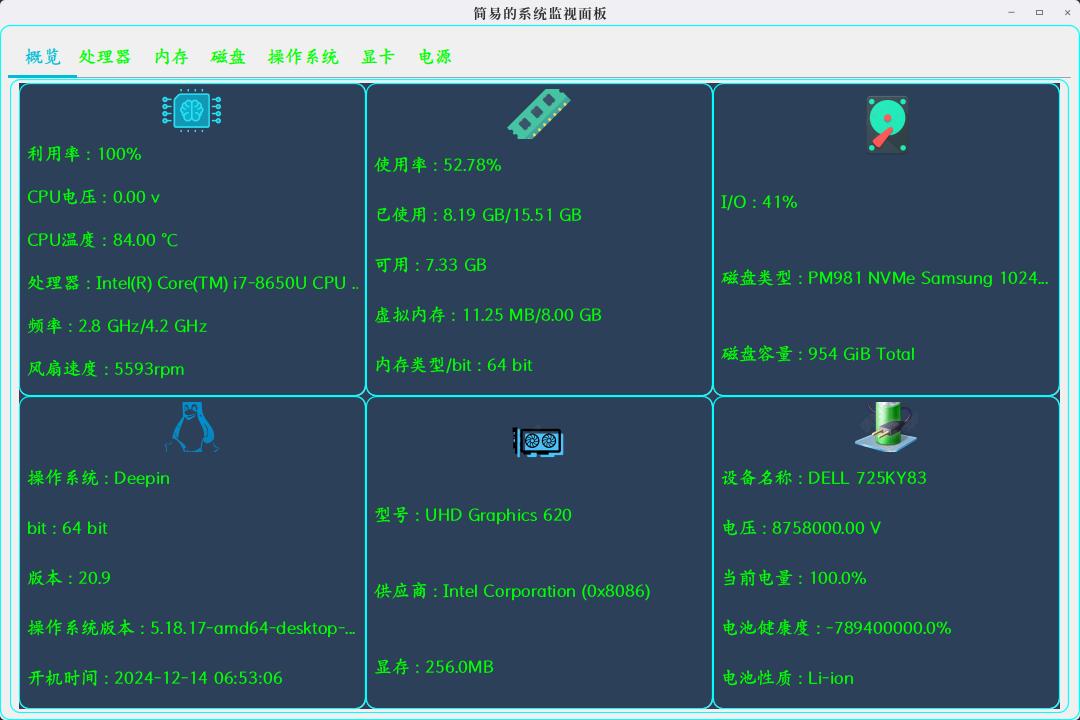 简易的系统监视面板
概览 处理器 内存 磁盘 操作系统 显卡 电源
利用率 : 100%
CPU电压 : 0.00 v
CPU温度 : 84.00 ℃
处理器 : Intel(R) Core(TM) i7-8650U CPU ..
频率 : 2.8 GHz/4.2 GHz
风扇速度 : 5593rpm
使用率 : 52.78%
已使用 : 8.19 GB/15.51 GB
可用 : 7.33 GB
虚拟内存 : 11.25 MB/8.00 GB
内存类型/bit : 64 bit
I/O : 41%
磁盘类型 : PM981 NVMe Samsung 1024...
磁盘容量 : 954 GiB Total
操作系统 : Deepin
bit : 64 bit
版本 : 20.9
操作系统版本 : 5.18.17-amd64-desktop-...
开机时间 : 2024-12-14 06:53:06
型号 : UHD Graphics 620
供应商 : Intel Corporation (0x8086)
显存 : 256.0MB
设备名称 : DELL 725KY83
电压 : 8758000.00 V
当前电量 : 100.0%
电池健康度 : -789400000.0%
电池性质 : Li-ion